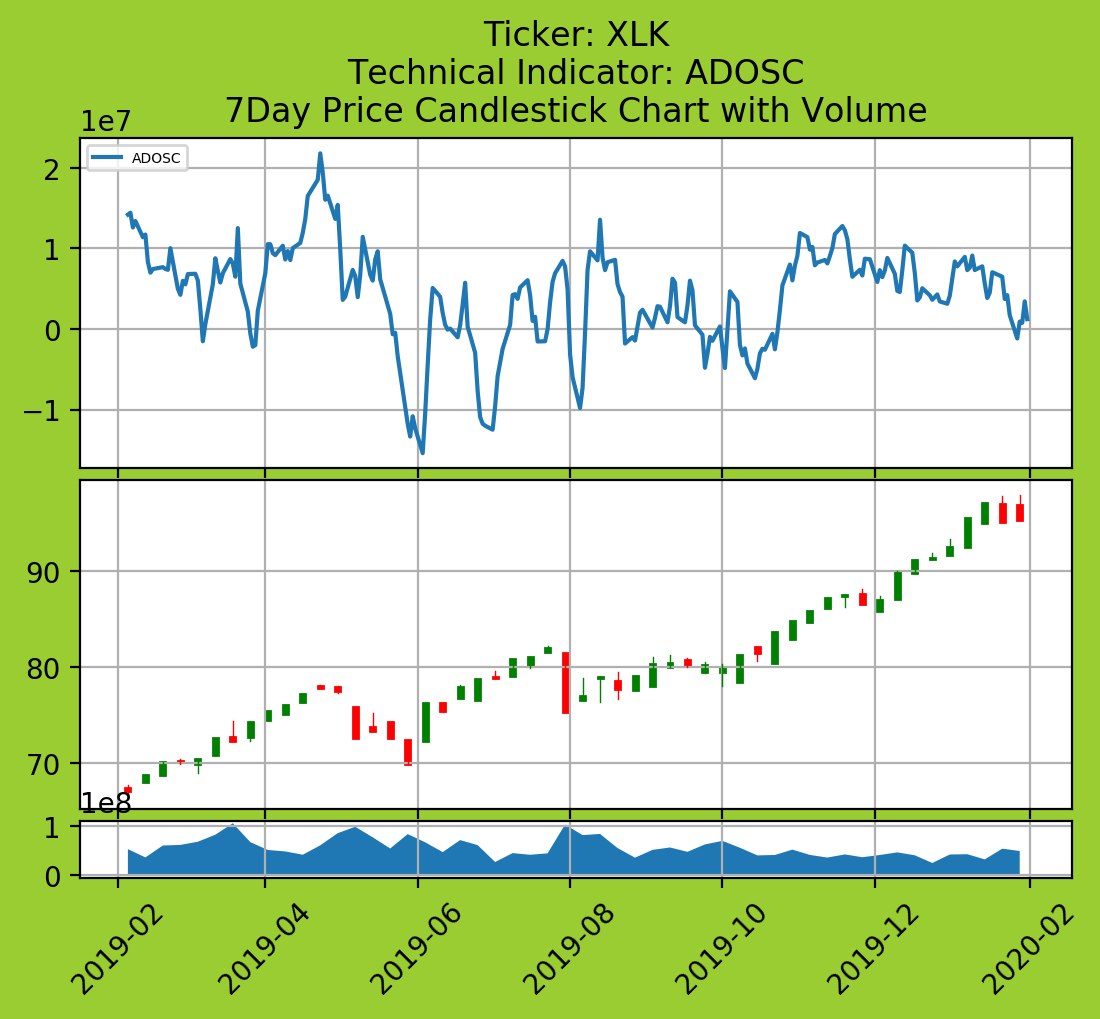 Ticker: XLK
Technical Indicator: ADOSC
7Day Price Candlestick Chart with Volume
1e7
ADOSC
2
1
0
−1
90
80
70
1e8
1
0
2019-02
2019-04
2019-06
2019-08
2019-10
2019-12
2020-02